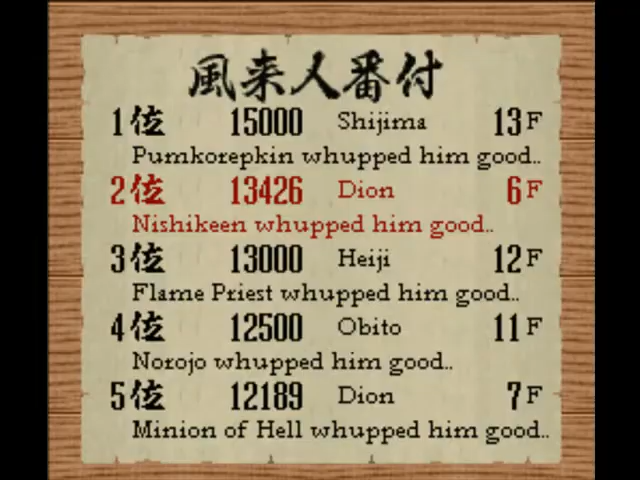 風来人番付
1位 15000 Shijima 13F
Pumkorepkin whupped him good..
2位 13426 Dion 6F
Nishikeen whupped him good..
3位 13000 Heiji 12F
Flame Priest whupped him good..
4位 12500 Obito 11F
Norojo whupped him good..
5位 12189 Dion 7F
Minion of Hell whupped him good..